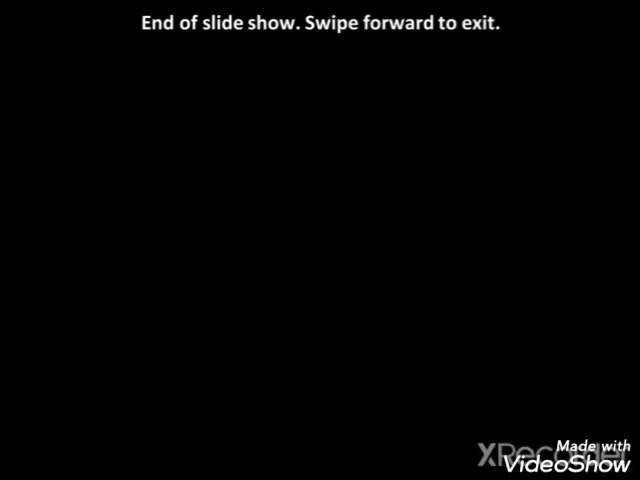 End of slide show. Swipe forward to exit.
XRecorder
Made with
VideoShow